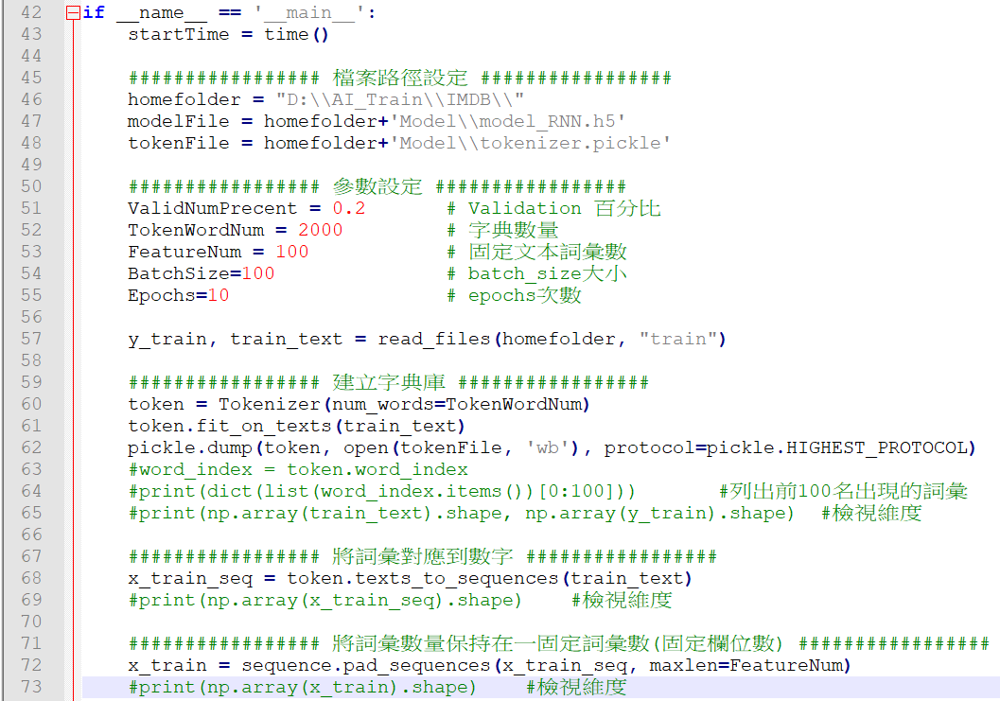 42 if __name__ == '__main__':
43 startTime = time()
44
45 ################# 檔案路徑設定 #################
46 homefolder = "D:\\AI_Train\\IMDB\\"
47 modelFile = homefolder+'Model\\model_RNN.h5'
48 tokenFile = homefolder+'Model\\tokenizer.pickle'
49
50 ################# 參數設定 #################
51 ValidNumPrecent = 0.2 # Validation 百分比
52 TokenWordNum = 2000 # 字典數量
53 FeatureNum = 100 # 固定文本詞彙數
54 BatchSize=100 # batch_size大小
55 Epochs=10 # epochs次數
56
57 y_train, train_text = read_files(homefolder, "train")
58
59 ################# 建立字典庫 #################
60 token = Tokenizer(num_words=TokenWordNum)
61 token.fit_on_texts(train_text)
62 pickle.dump(token, open(tokenFile, 'wb'), protocol=pickle.HIGHEST_PROTOCOL)
63 #word_index = token.word_index
64 #print(dict(list(word_index.items())[0:100])) #列出前100名出現的詞彙
65 #print(np.array(train_text).shape, np.array(y_train).shape) #檢視維度
66
67 ################# 將詞彙對應到數字 #################
68 x_train_seq = token.texts_to_sequences(train_text)
69 #print(np.array(x_train_seq).shape) #檢視維度
70
71 ################# 將詞彙數量保持在一固定詞彙數(固定欄位數) #################
72 x_train = sequence.pad_sequences(x_train_seq, maxlen=FeatureNum)
73 #print(np.array(x_train).shape) #檢視維度